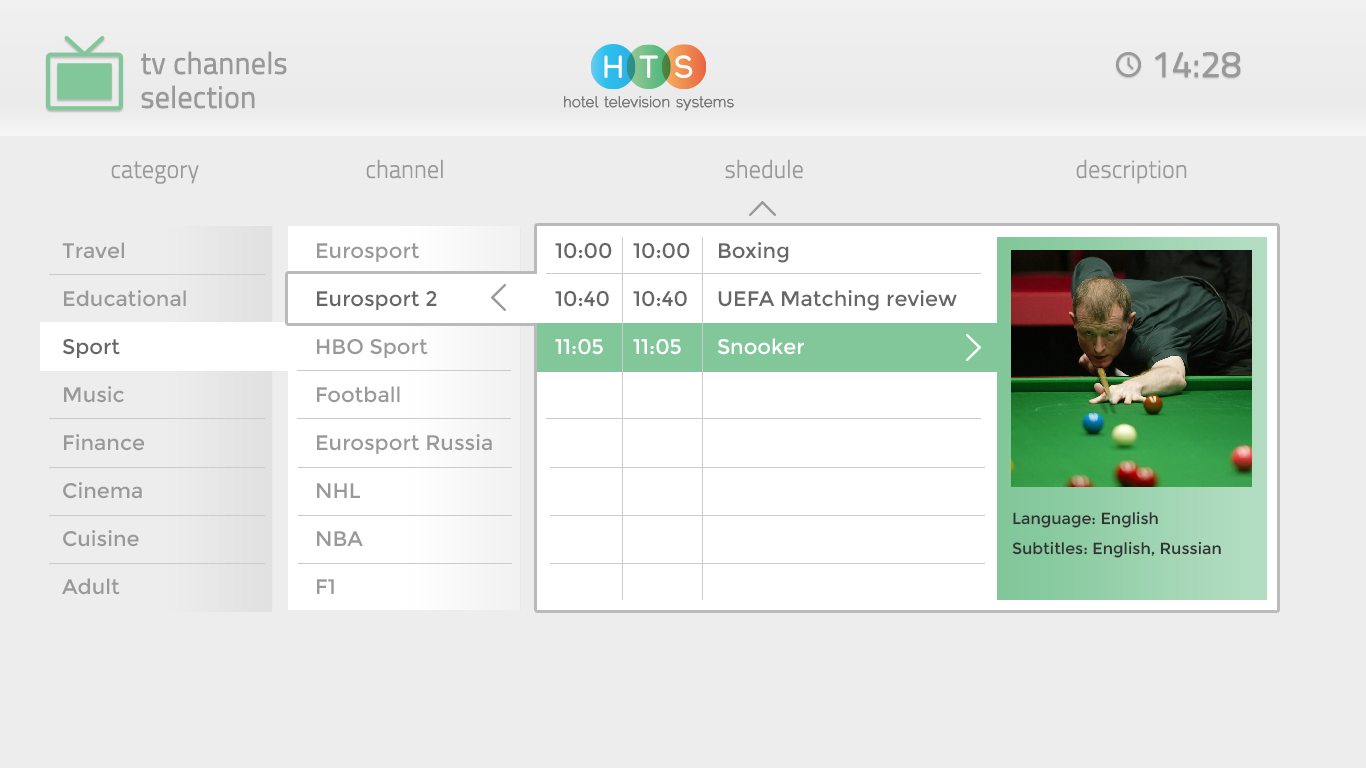 tv channels
selection
HTS
hotel television systems
14:28
category
channel
shedule
description
Travel
Educational
Sport
Music
Finance
Cinema
Cuisine
Adult
Eurosport
Eurosport 2
HBO Sport
Football
Eurosport Russia
NHL
NBA
F1
10:00 10:00 Boxing
10:40 10:40 UEFA Matching review
11:05 11:05 Snooker
Language: English
Subtitles: English, Russian